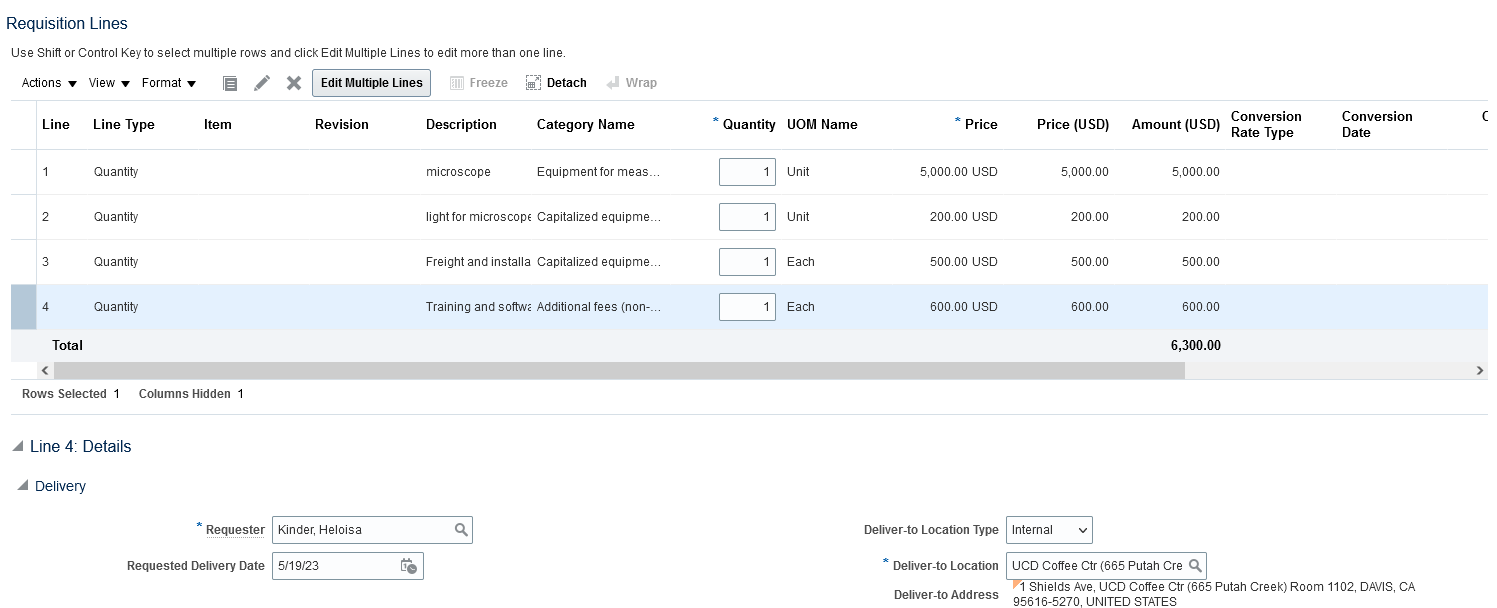 Requisition Lines
Use Shift or Control Key to select multiple rows and click Edit Multiple Lines to edit more than one line.
Actions View Format Edit Multiple Lines Freeze Detach Wrap
Line Line Type Item Revision Description Category Name * Quantity UOM Name * Price Price (USD) Amount (USD) Conversion Rate Type Conversion Date
1 Quantity microscope Equipment for meas... 1 Unit 5,000.00 USD 5,000.00 5,000.00
2 Quantity light for microscope Capitalized equipme... 1 Unit 200.00 USD 200.00 200.00
3 Quantity Freight and installa Capitalized equipme... 1 Each 500.00 USD 500.00 500.00
4 Quantity Training and softwa Additional fees (non-... 1 Each 600.00 USD 600.00 600.00
Total 6,300.00
Rows Selected 1 Columns Hidden 1
Line 4: Details
Delivery
* Requester Kinder, Heloisa Deliver-to Location Type Internal
Requested Delivery Date 5/19/23 * Deliver-to Location UCD Coffee Ctr (665 Putah Cre
Deliver-to Address 1 Shields Ave, UCD Coffee Ctr (665 Putah Creek) Room 1102, DAVIS, CA
95616-5270, UNITED STATES